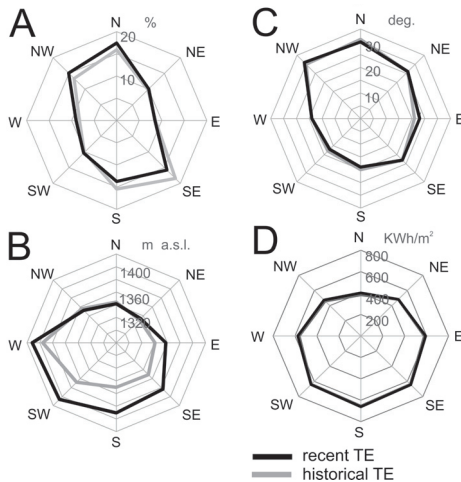 A
N
%
20
10
NW
NE
W
E
SW
SE
S
C
N
deg.
30
20
10
NW
NE
W
E
SW
SE
S
B
N
m a.s.l.
1400
1360
1320
NW
NE
W
E
SW
SE
S
D
N
KWh/m²
800
600
400
200
NW
NE
W
E
SW
SE
S
recent TE
historical TE